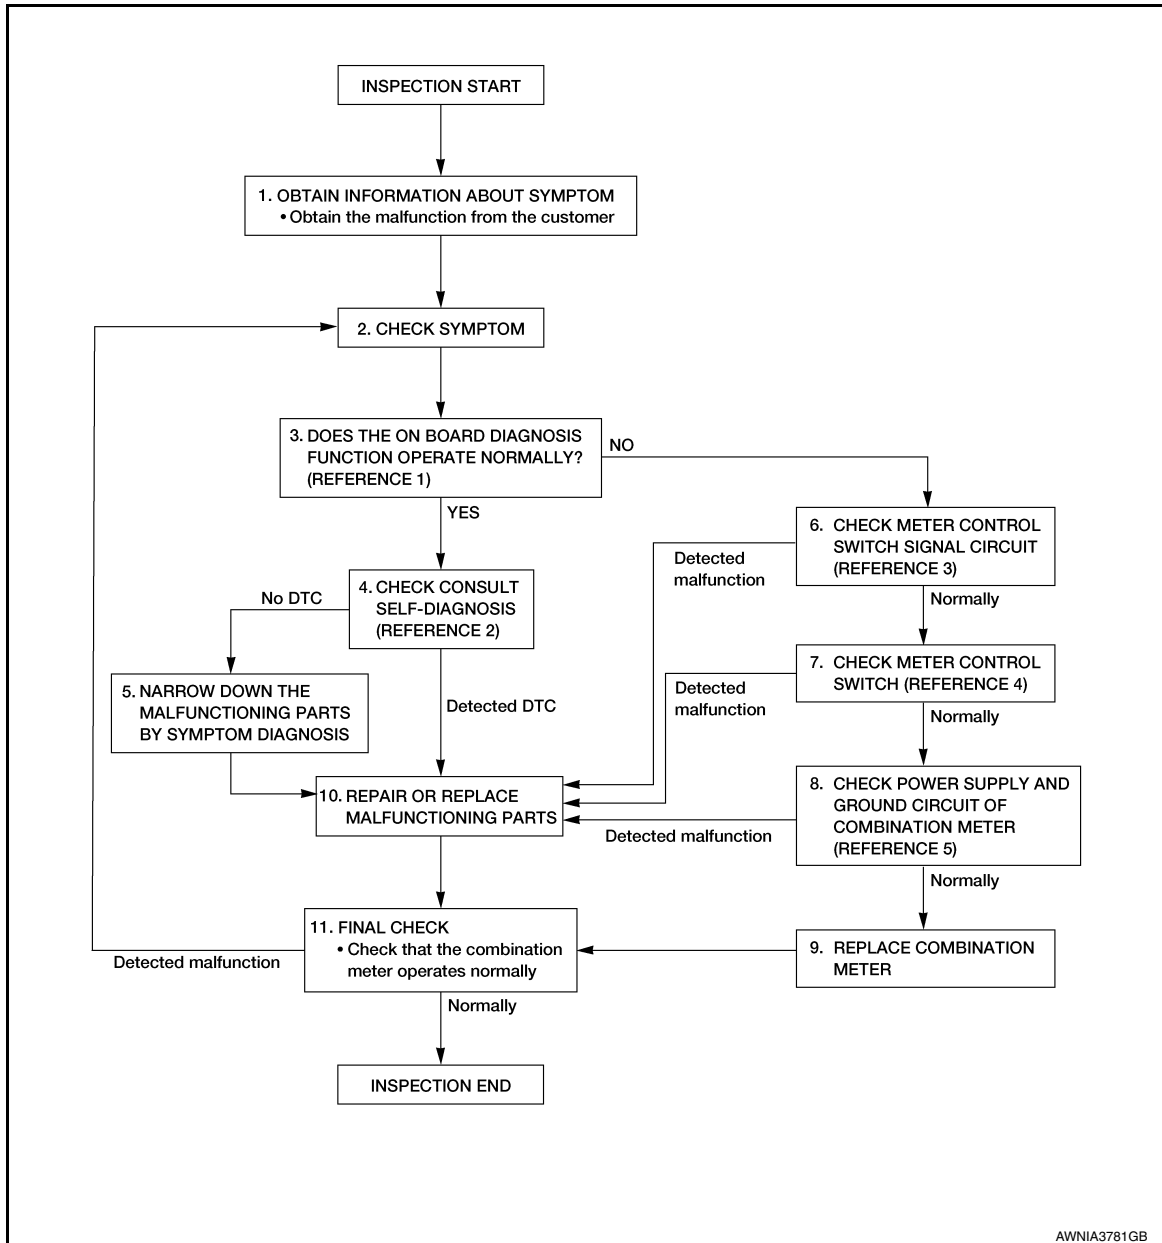 INSPECTION START
1. OBTAIN INFORMATION ABOUT SYMPTOM
• Obtain the malfunction from the customer
2. CHECK SYMPTOM
3. DOES THE ON BOARD DIAGNOSIS
FUNCTION OPERATE NORMALLY?
(REFERENCE 1)
NO
YES
6. CHECK METER CONTROL
SWITCH SIGNAL CIRCUIT
(REFERENCE 3)
Detected
malfunction
Normally
4. CHECK CONSULT
SELF-DIAGNOSIS
(REFERENCE 2)
No DTC
7. CHECK METER CONTROL
SWITCH (REFERENCE 4)
Detected
malfunction
Normally
5. NARROW DOWN THE
MALFUNCTIONING PARTS
BY SYMPTOM DIAGNOSIS
Detected DTC
10. REPAIR OR REPLACE
MALFUNCTIONING PARTS
8. CHECK POWER SUPPLY AND
GROUND CIRCUIT OF
COMBINATION METER
(REFERENCE 5)
Detected malfunction
Normally
11. FINAL CHECK
• Check that the combination
meter operates normally
9. REPLACE COMBINATION
METER
Detected malfunction
Normally
INSPECTION END
AWNIA3781GB